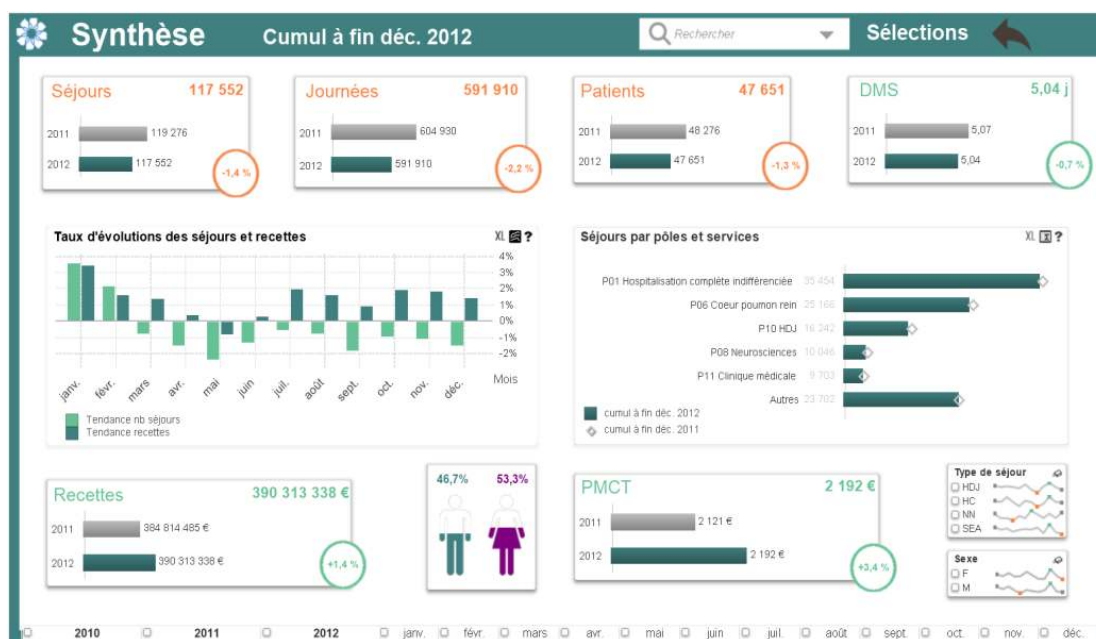 Synthèse
Cumul à fin déc. 2012
Rechercher
Sélections
Séjours 117 552
2011 119 276
2012 117 552
-1,4 %
Journées 591 910
2011 604 930
2012 591 910
-2,2 %
Patients 47 651
2011 48 276
2012 47 651
-1,3 %
DMS 5,04 j
2011 5,07
2012 5,04
-0,7 %
Taux d'évolutions des séjours et recettes XL ?
4%
3%
2%
1%
0%
-1%
-2%
janv. févr. mars avr. mai juin juil. août sept. oct. nov. déc. Mois
Tendance nb séjours
Tendance recettes
Séjours par pôles et services XL ?
P01 Hospitalisation complète indifférenciée 35 454
P06 Coeur poumon rein 25 166
P10 HDJ 16 242
P08 Neurosciences 10 046
P11 Clinique médicale 9 703
Autres 23 702
cumul à fin déc. 2012
cumul à fin déc. 2011
Recettes 390 313 338 €
2011 384 814 485 €
2012 390 313 338 €
+1,4 %
46,7% 53,3%
PMCT 2 192 €
2011 2 121 €
2012 2 192 €
+3,4 %
Type de séjour
HDJ
HC
NN
SEA
Sexe
F
M
2010 2011 2012 janv. févr. mars avr. mai juin juil. août sept. oct. nov. déc.